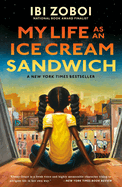 IBI ZOBOI
NATIONAL BOOK AWARD FINALIST
MY LIFE AS AN
ICE CREAM
SANDWICH
A NEW YORK TIMES BESTSELLER